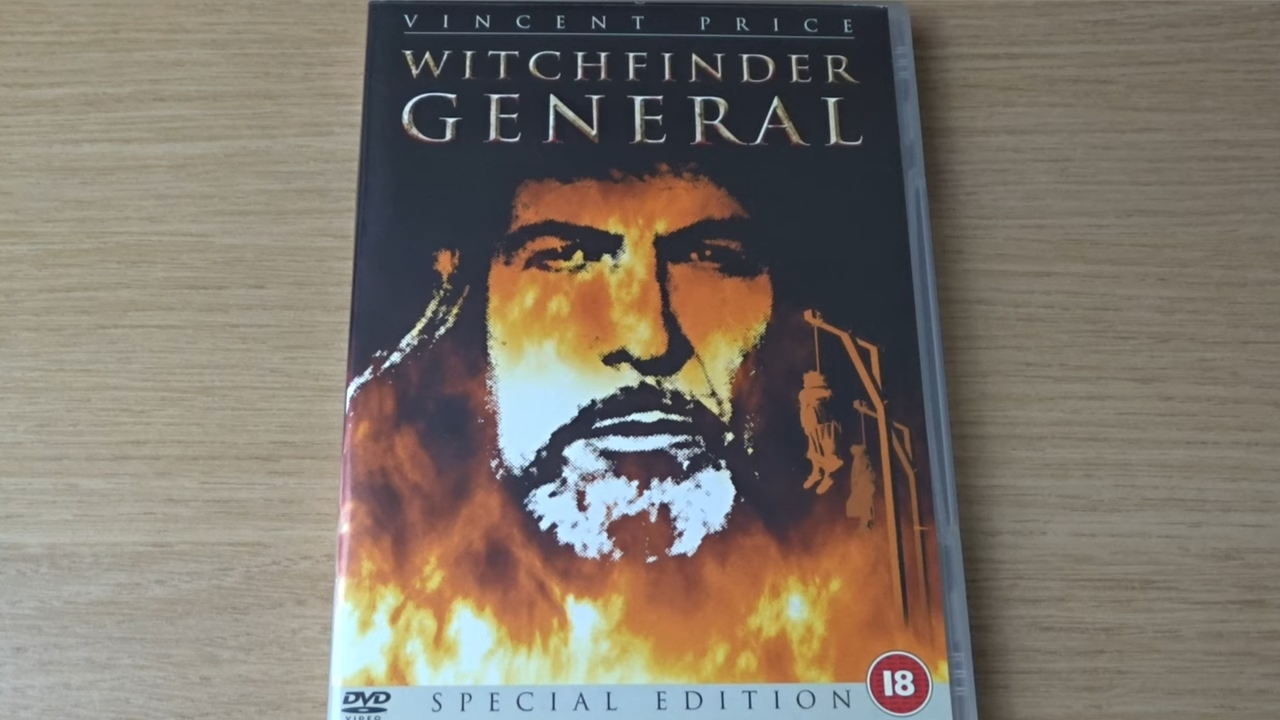 VINCENT PRICE
WITCHFINDER
GENERAL
DVD
VIDEO
SPECIAL EDITION
18